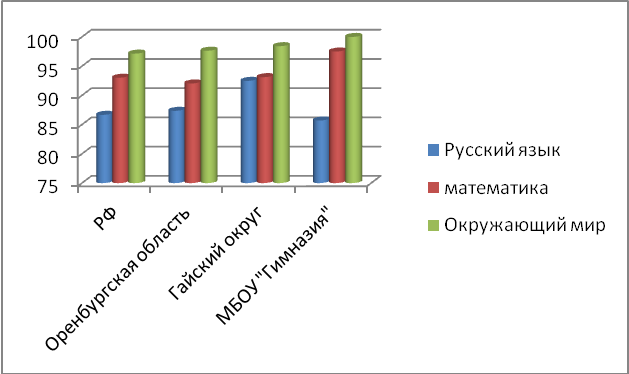 100
95
90
85
80
75
РФ
Оренбургская область
Гайский округ
МБОУ "Гимназия"
Русский язык
математика
Окружающий мир